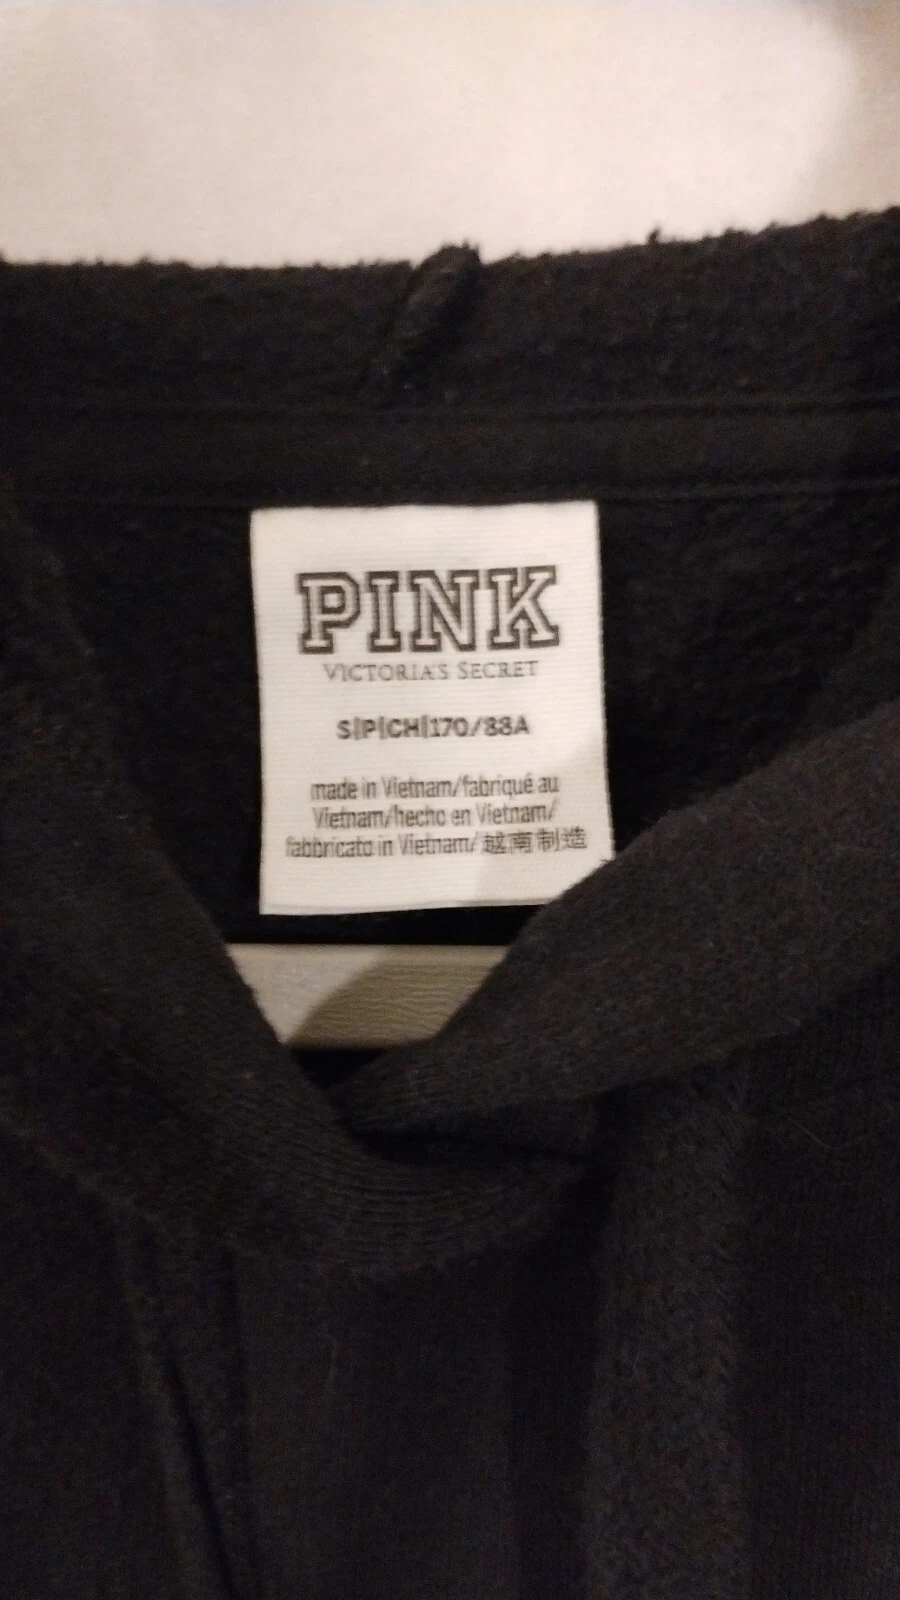 PINK
VICTORIA'S SECRET
S|P|CH|170/88A
made in Vietnam/fabriqué au
Vietnam/hecho en Vietnam/
fabbricato in Vietnam/越南制造